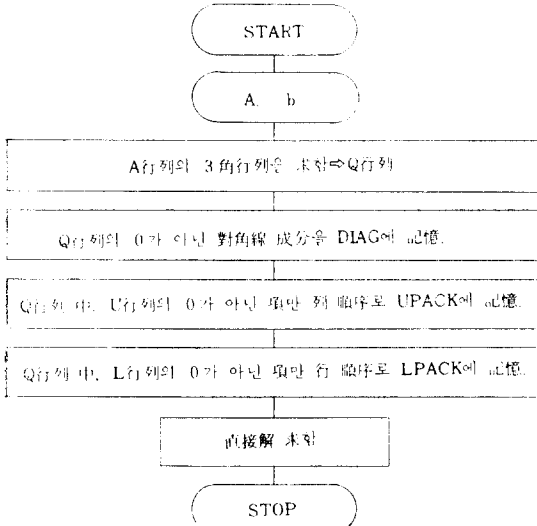 START
A, b
A行列의 3角行列을 求함⇨Q行列
Q行列의 0가 아닌 對角線 成分을 DIAG에 記憶.
Q行列 中, U行列의 0가 아닌 項만 列 順序로 UPACK에 記憶.
Q行列 中, L行列의 0가 아닌 項만 行 順序로 LPACK에 記憶.
直接解 求함
STOP